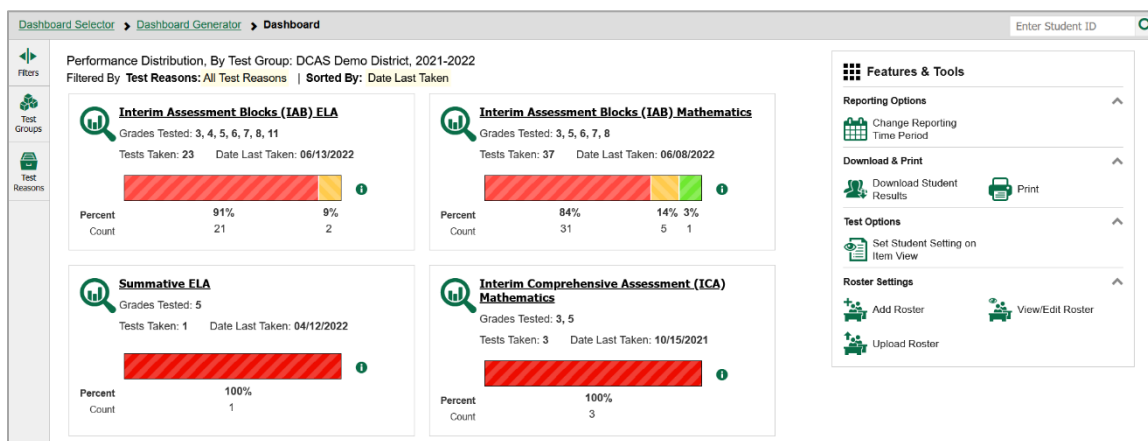 Dashboard Selector > Dashboard Generator > Dashboard
Enter Student ID
Filters
Test
Groups
Test
Reasons
Performance Distribution, By Test Group: DCAS Demo District, 2021-2022
Filtered By Test Reasons: All Test Reasons | Sorted By: Date Last Taken
Interim Assessment Blocks (IAB) ELA
Grades Tested: 3, 4, 5, 6, 7, 8, 11
Tests Taken: 23 Date Last Taken: 06/13/2022
Percent 91% 9%
Count 21 2
Interim Assessment Blocks (IAB) Mathematics
Grades Tested: 3, 5, 6, 7, 8
Tests Taken: 37 Date Last Taken: 06/08/2022
Percent 84% 14% 3%
Count 31 5 1
Summative ELA
Grades Tested: 5
Tests Taken: 1 Date Last Taken: 04/12/2022
Percent 100%
Count 1
Interim Comprehensive Assessment (ICA)
Mathematics
Grades Tested: 3, 5
Tests Taken: 3 Date Last Taken: 10/15/2021
Percent 100%
Count 3
Features & Tools
Reporting Options
Change Reporting
Time Period
Download & Print
Download Student
Results
Print
Test Options
Set Student Setting on
Item View
Roster Settings
Add Roster
View/Edit Roster
Upload Roster